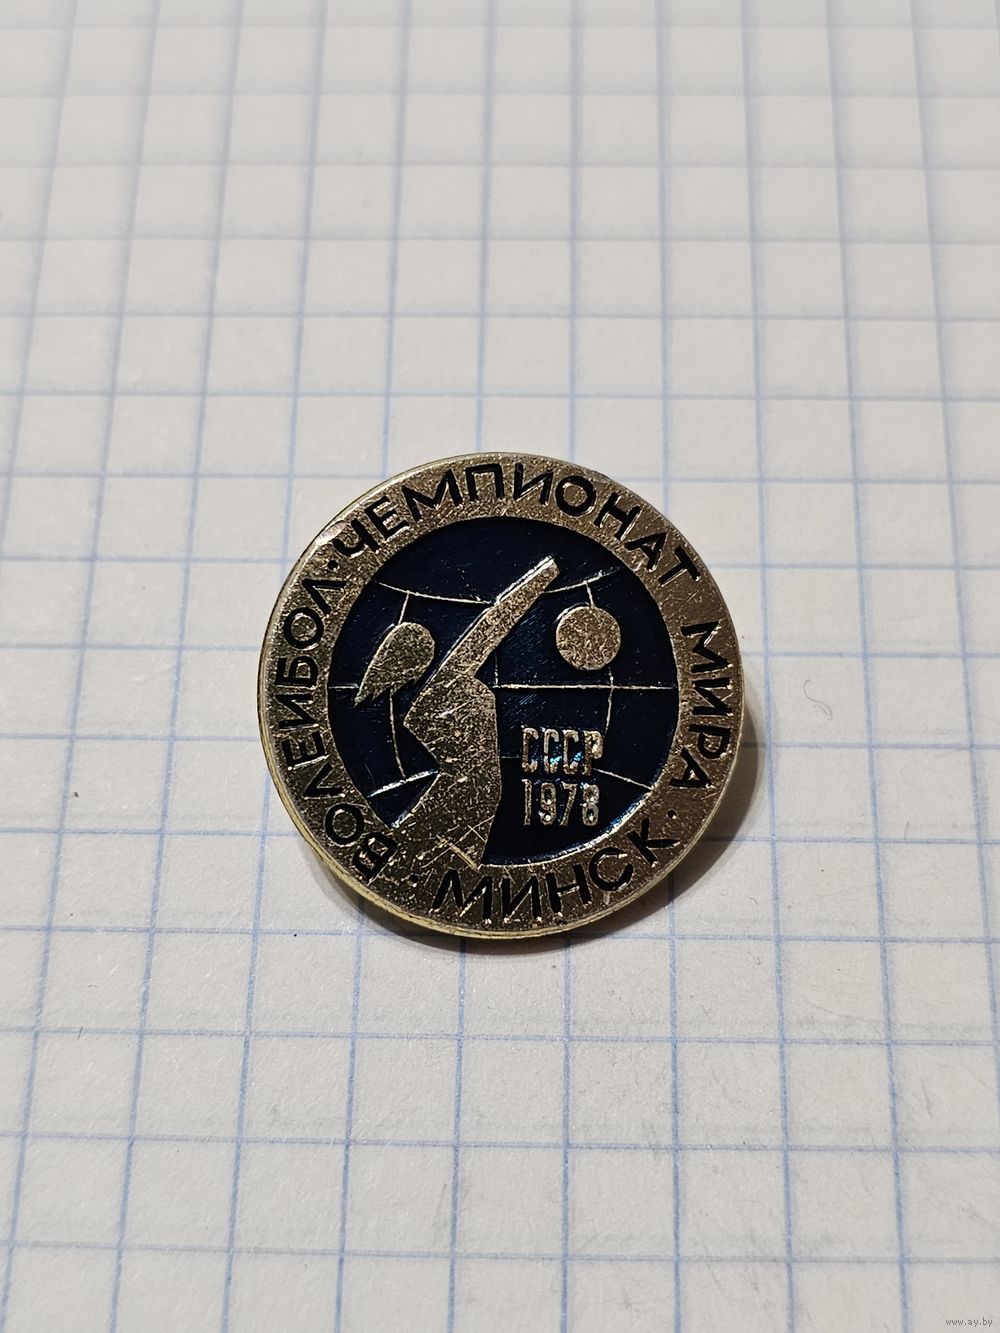 ВОЛЕЙБОЛ · ЧЕМПИОНАТ МИРА ·
МИНСК ·
СССР
1978
www.ay.by